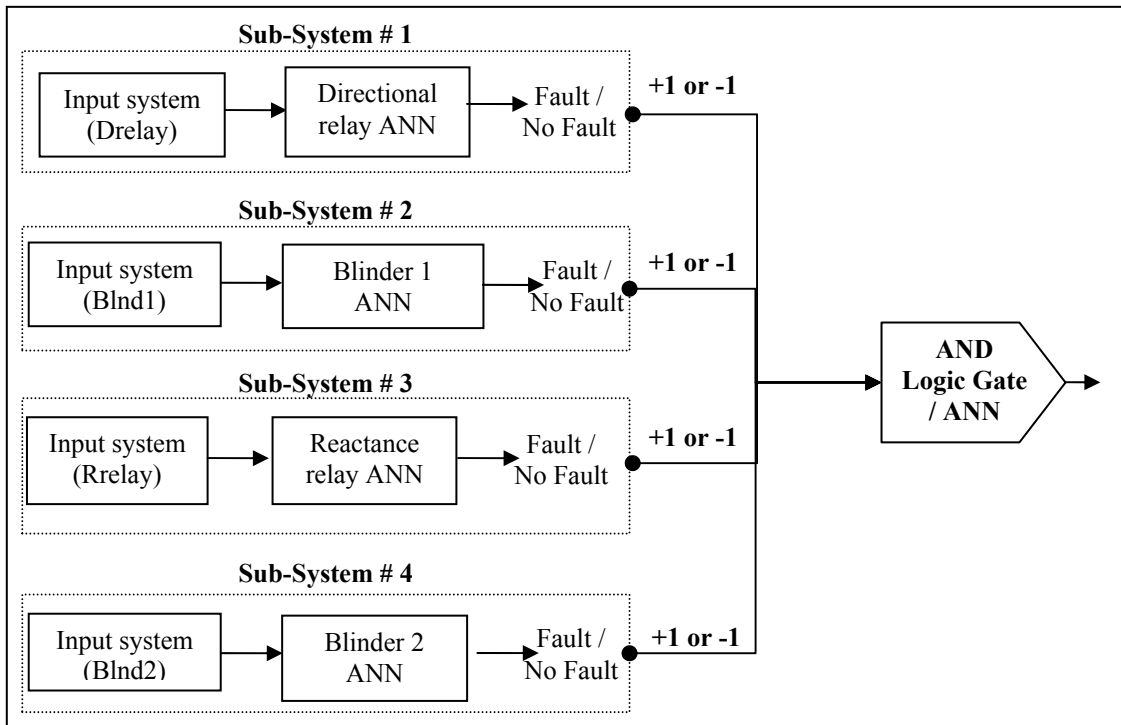 Sub-System # 1
Input system
(Drelay)
Directional
relay ANN
Fault /
No Fault
+1 or -1
Sub-System # 2
Input system
(Blnd1)
Blinder 1
ANN
Fault /
No Fault
+1 or -1
Sub-System # 3
Input system
(Rrelay)
Reactance
relay ANN
Fault /
No Fault
+1 or -1
Sub-System # 4
Input system
(Blnd2)
Blinder 2
ANN
Fault /
No Fault
+1 or -1
AND
Logic Gate
/ ANN